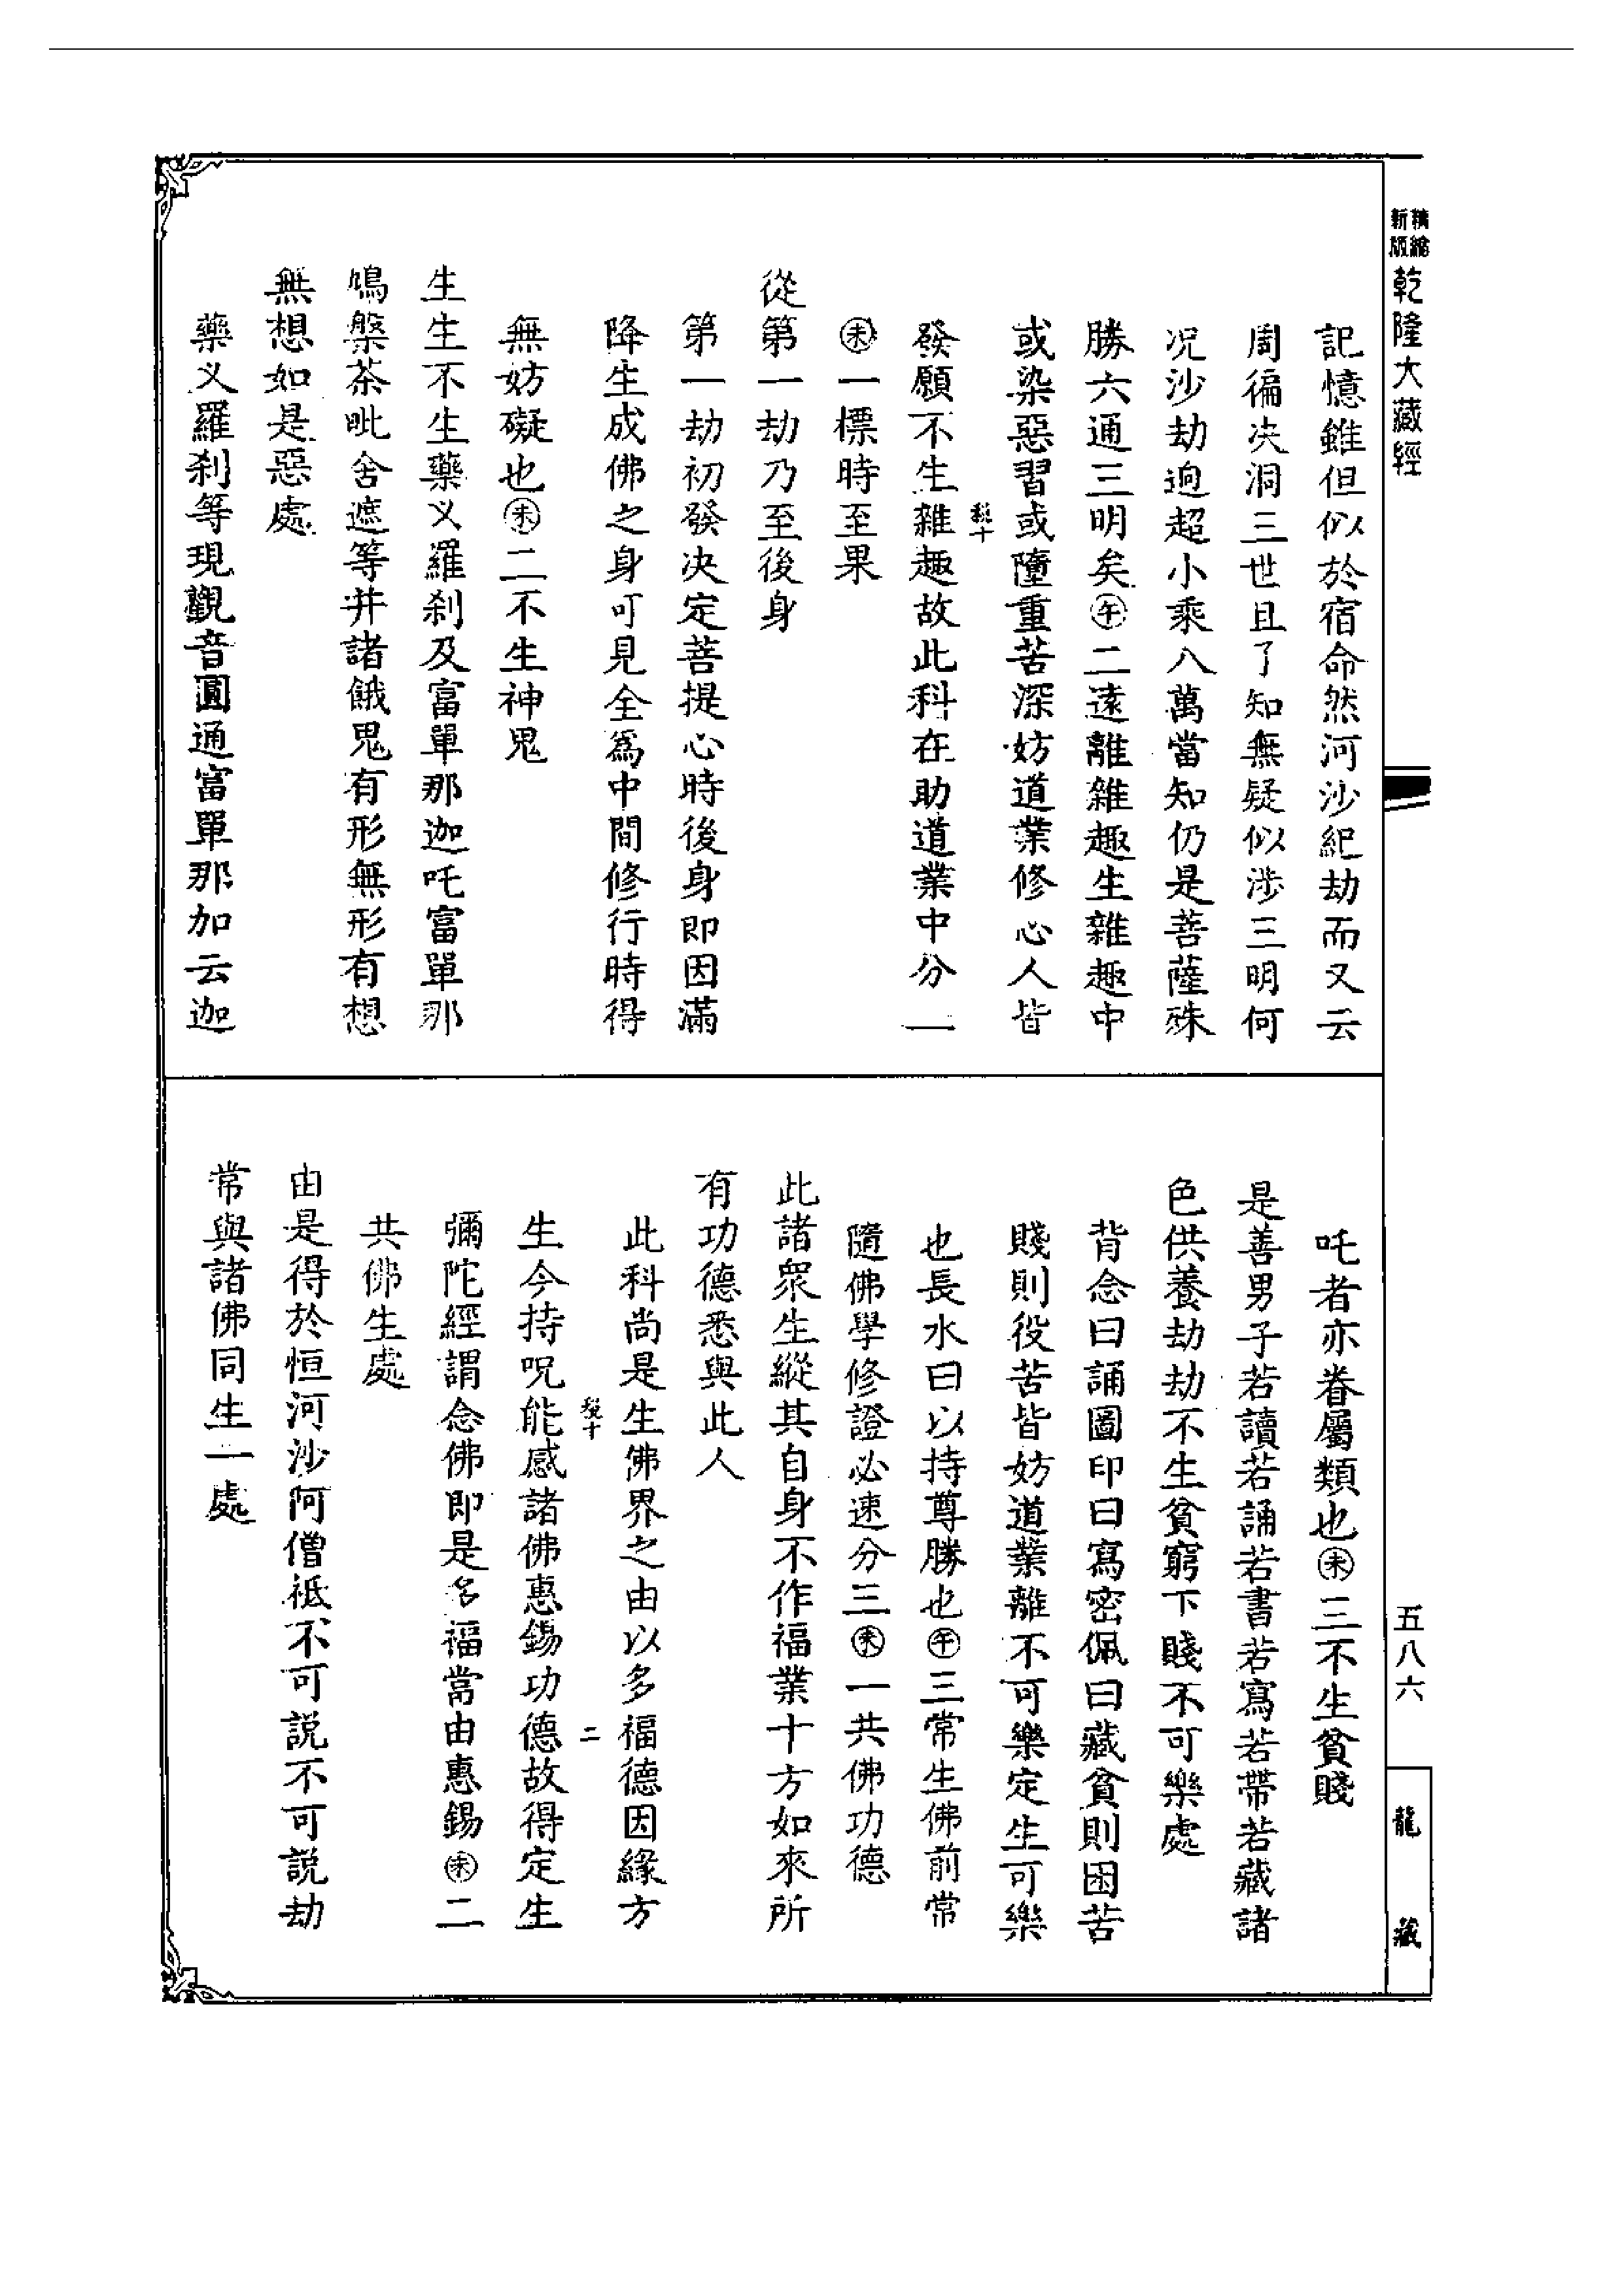 精繪
新版
乾隆大藏經
記憶雖但似於宿命然河沙紀劫而又云
周徧决洞三世且了知無疑似涉三明何
况沙劫逈超小乘八萬當知仍是菩薩殊
勝六通三明矣㊌二遠離雜趣生雜趣中
或染惡習或墮重苦深妨道業修心人皆
發願不生雜趣故此科在助道業中分一
未一標時至果
從第一劫乃至後身
第一劫初發决定菩提心時後身即因滿
降生成佛之身可見全爲中間修行時得
無妨礙也未二不生神鬼
生生不生藥乂羅刹及富單那迦吒富單那
鳩槃茶毗舍遮等幷諸餓鬼有形無形有想
無想如是惡處
藥乂羅刹等現觀音圓通富單那加云迦
吒者亦眷屬類也未三不生貧賤
是善男子若讀若誦若書若寫若帶若藏諸
色供養劫劫不生貧窮下賤不可樂處
背念曰誦圖印曰寫密佩曰藏貧則困苦
賤則役苦皆妨道業離不可樂定生可樂
也長水曰以持尊勝也午三常生佛前常
隨佛學修證必速分三未一共佛功德
此諸衆生縱其自身不作福業十方如來所
有功德悉與此人
此科尚是生佛界之由以多福德因緣方
生今持呪能感諸佛惠錫功德故得定生
二
彌陀經謂念佛即是多福當由惠錫未二
共佛生處
由是得於恒河沙阿僧祇不可説不可説劫
常與諸佛同生一處
五八六
龍藏